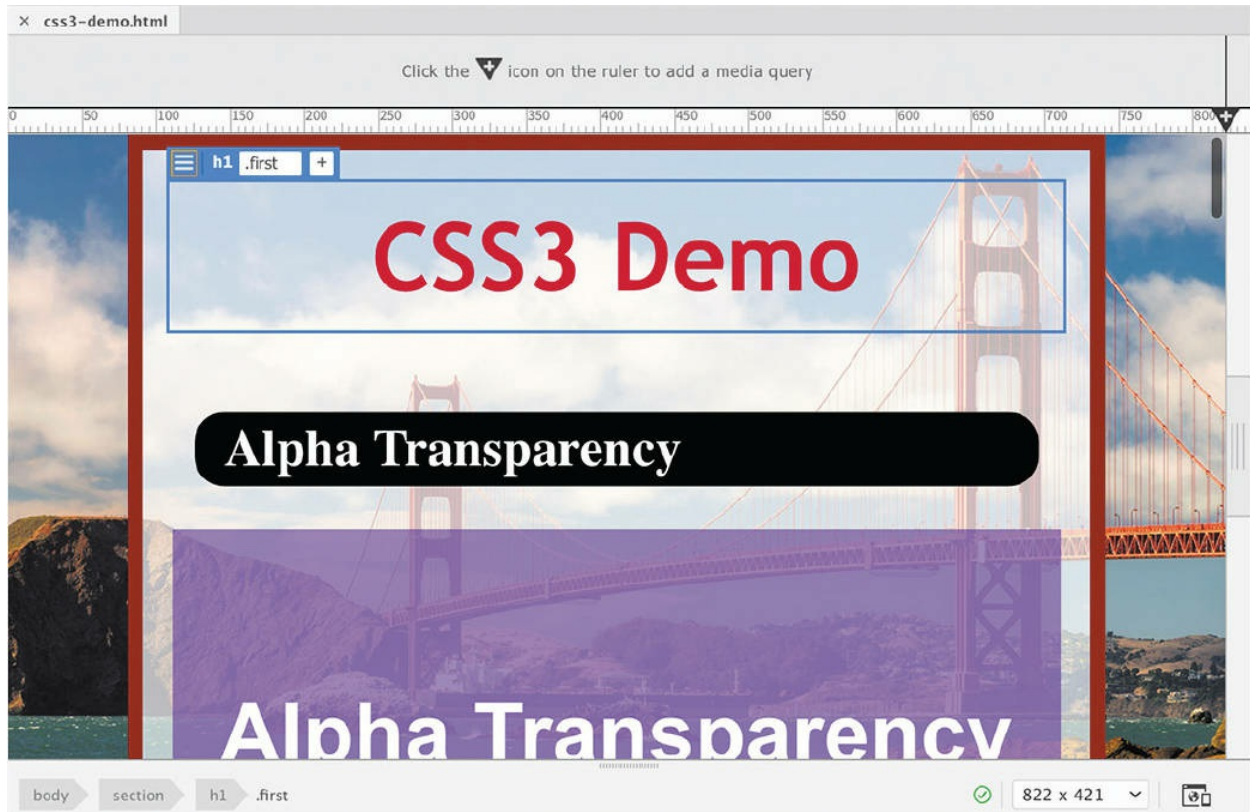 × css3-demo.html
Click the icon on the ruler to add a media query
0 50 100 150 200 250 300 350 400 450 500 550 600 650 700 750 800
h1 .first +
CSS3 Demo
Alpha Transparency
Alpha Transparency
body section h1 .first 822 x 421